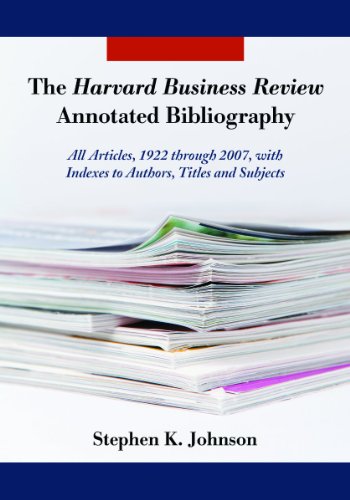 The Harvard Business Review
Annotated Bibliography
All Articles, 1922 through 2007, with
Indexes to Authors, Titles and Subjects
Stephen K. Johnson